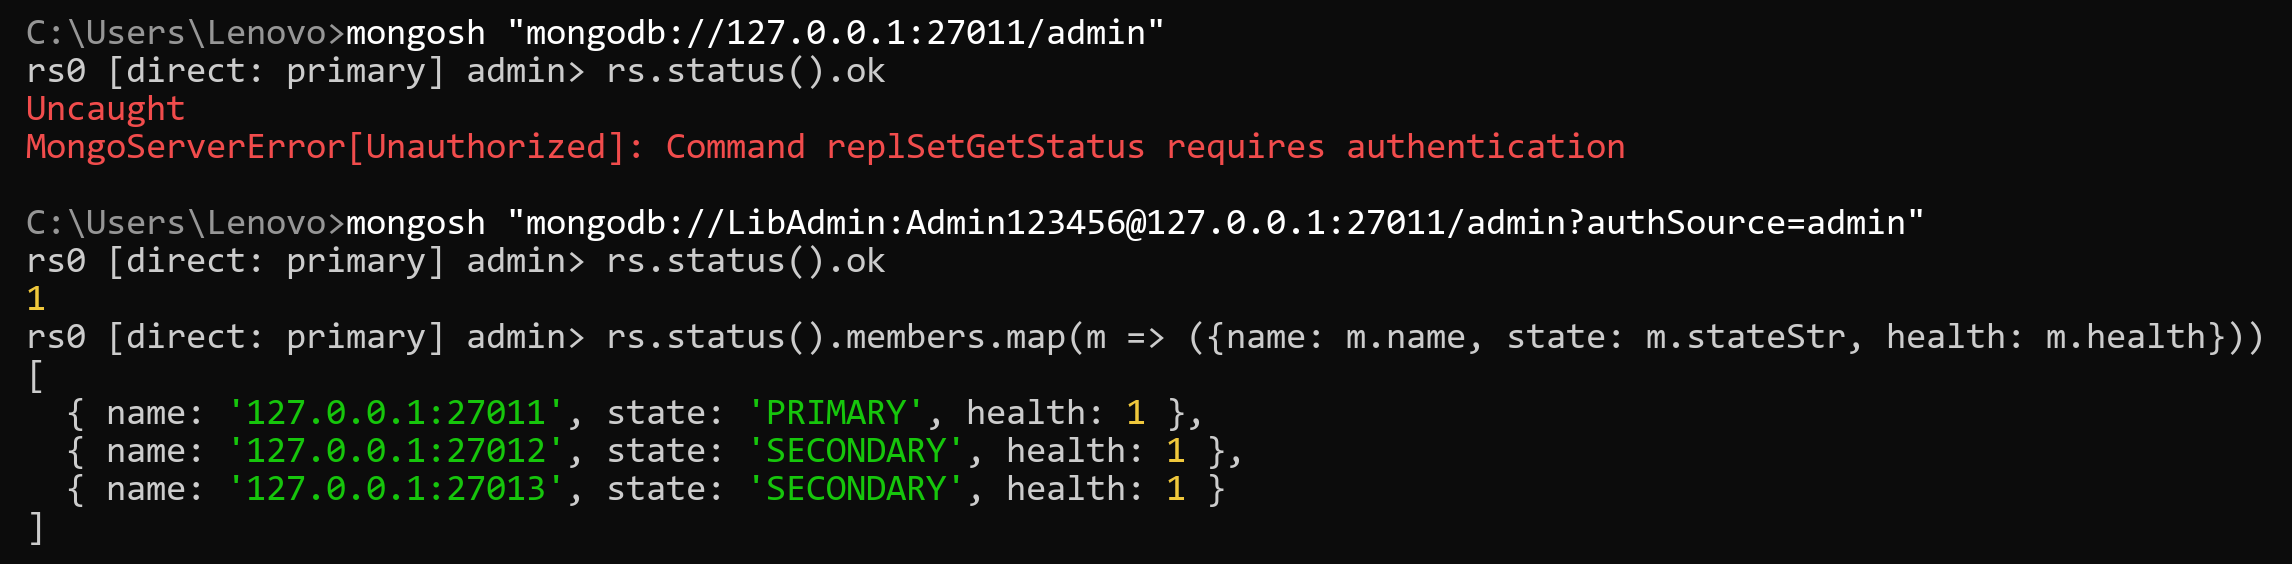 C:\Users\Lenovo>mongosh "mongodb://127.0.0.1:27011/admin"
rs0 [direct: primary] admin> rs.status().ok
Uncaught
MongoServerError[Unauthorized]: Command replSetGetStatus requires authentication
C:\Users\Lenovo>mongosh "mongodb://LibAdmin:Admin123456@127.0.0.1:27011/admin?authSource=admin"
rs0 [direct: primary] admin> rs.status().ok
1
rs0 [direct: primary] admin> rs.status().members.map(m => ({name: m.name, state: m.stateStr, health: m.health}))
[
  { name: '127.0.0.1:27011', state: 'PRIMARY', health: 1 },
  { name: '127.0.0.1:27012', state: 'SECONDARY', health: 1 },
  { name: '127.0.0.1:27013', state: 'SECONDARY', health: 1 }
]